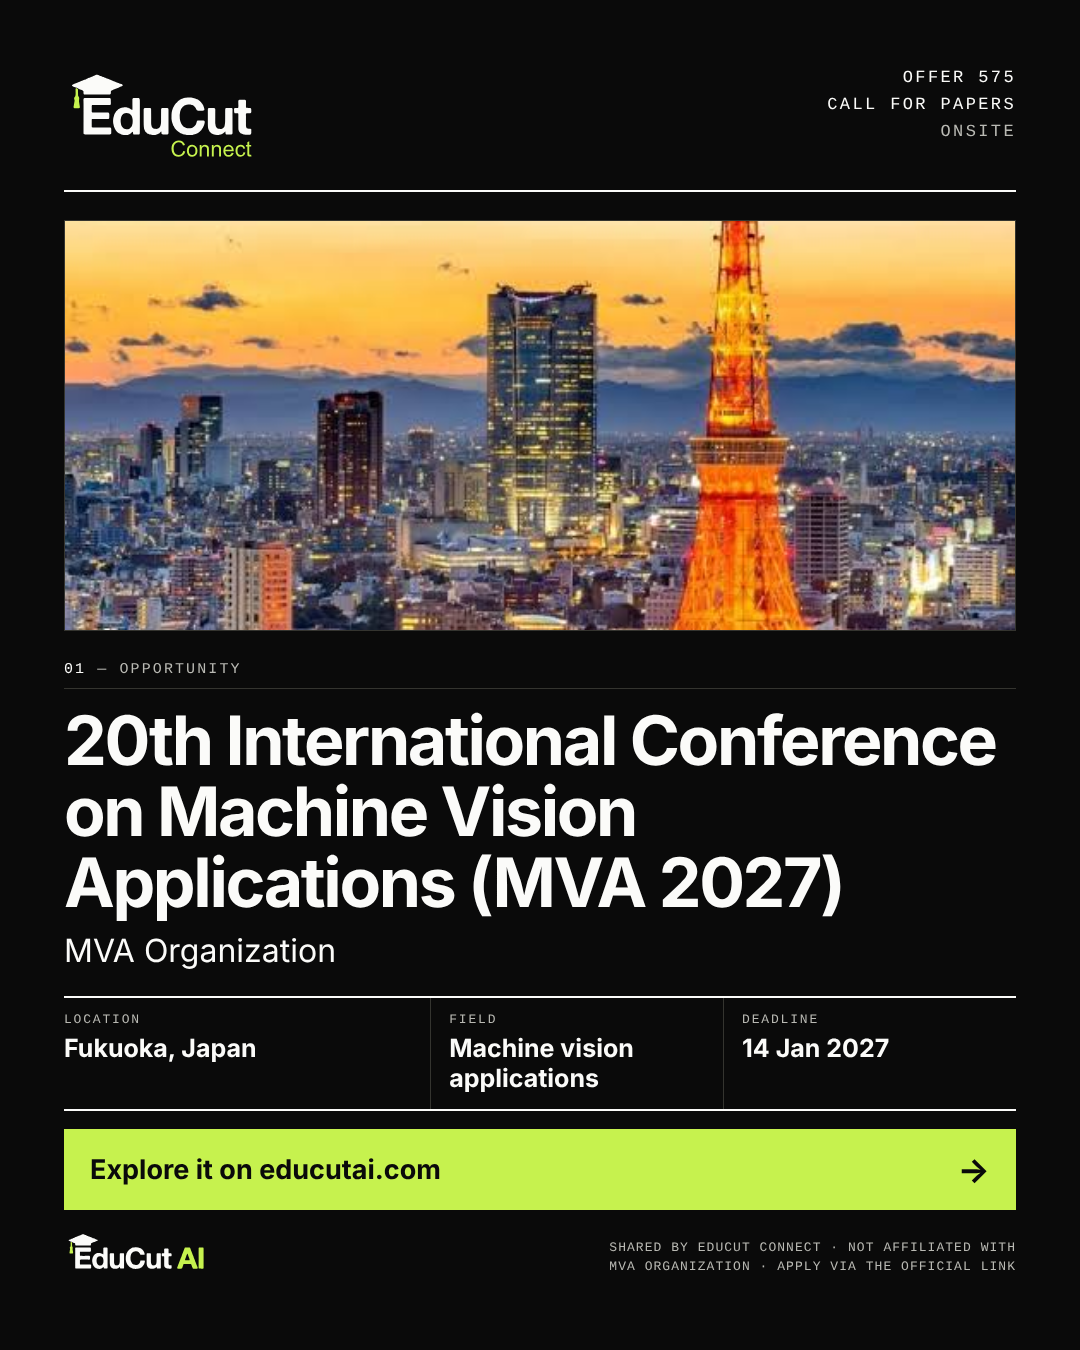 EduCut
Connect
OFFER 575
CALL FOR PAPERS
ONSITE
01 — OPPORTUNITY
20th International Conference
on Machine Vision
Applications (MVA 2027)
MVA Organization
LOCATION
Fukuoka, Japan
FIELD
Machine vision
applications
DEADLINE
14 Jan 2027
Explore it on educutai.com →
EduCut AI
SHARED BY EDUCUT CONNECT · NOT AFFILIATED WITH
MVA ORGANIZATION · APPLY VIA THE OFFICIAL LINK